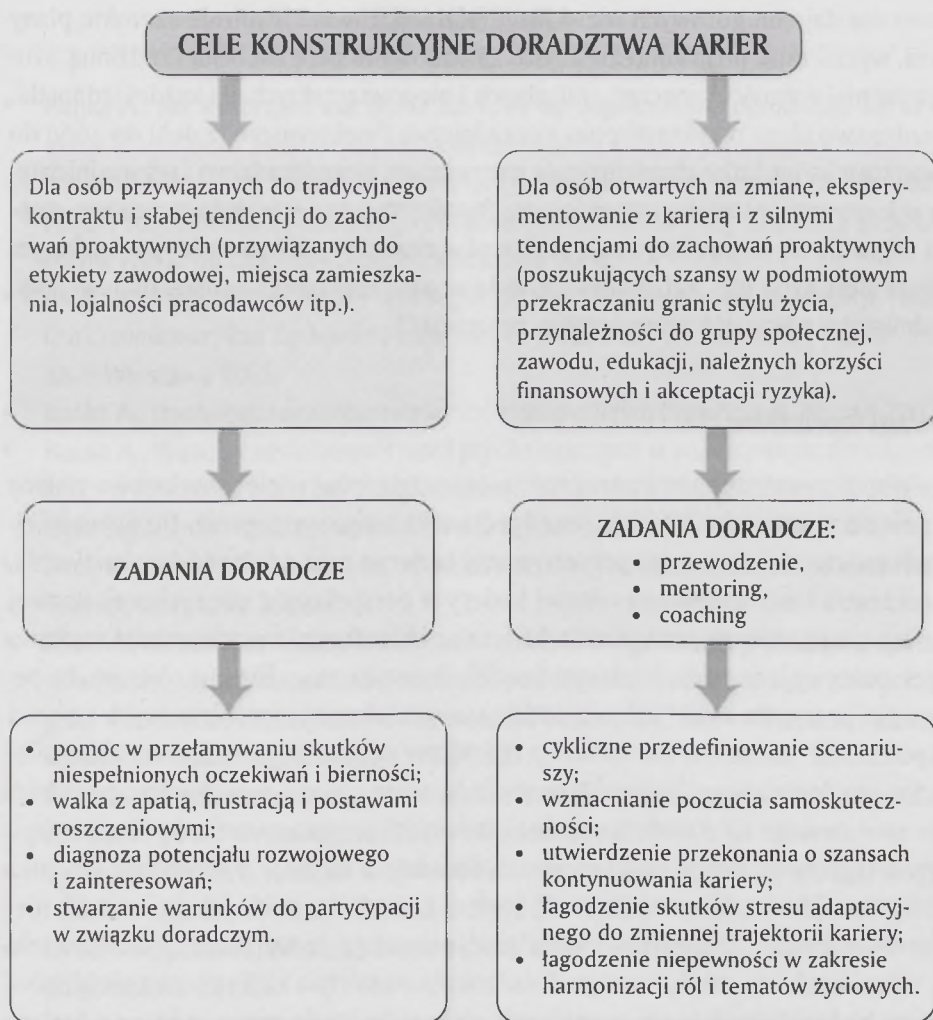 CELE KONSTRUKCYJNE DORADZTWA KARIER
Dla osób przywiązanych do tradycyjnego
kontraktu i słabej tendencji do zacho-
wań proaktywnych (przywiązanych do
etykiety zawodowej, miejsca zamieszka-
nia, lojalności pracodawców itp.).
Dla osób otwartych na zmianę, ekspery-
mentowanie z karierą i z silnymi
tendencjami do zachowań proaktywnych
(poszukujących szansy w podmiotowym
przekraczaniu granic stylu życia,
przynależności do grupy społecznej,
zawodu, edukacji, należnych korzyści
finansowych i akceptacji ryzyka).
ZADANIA DORADCZE
ZADANIA DORADCZE:
• przewodzenie,
• mentoring,
• coaching
• pomoc w przełamywaniu skutków
niespełnionych oczekiwań i bierności;
• walka z apatią, frustracją i postawami
roszczeniowymi;
• diagnoza potencjału rozwojowego
i zainteresowań;
• stwarzanie warunków do partycypacji
w związku doradczym.
• cykliczne przedefiniowanie scenariu-
szy;
• wzmacnianie poczucia samoskutecz-
ności;
• utwierdzenie przekonania o szansach
kontynuowania kariery;
• łagodzenie skutków stresu adaptacyj-
nego do zmiennej trajektorii kariery;
• łagodzenie niepewności w zakresie
harmonizacji ról i tematów życiowych.